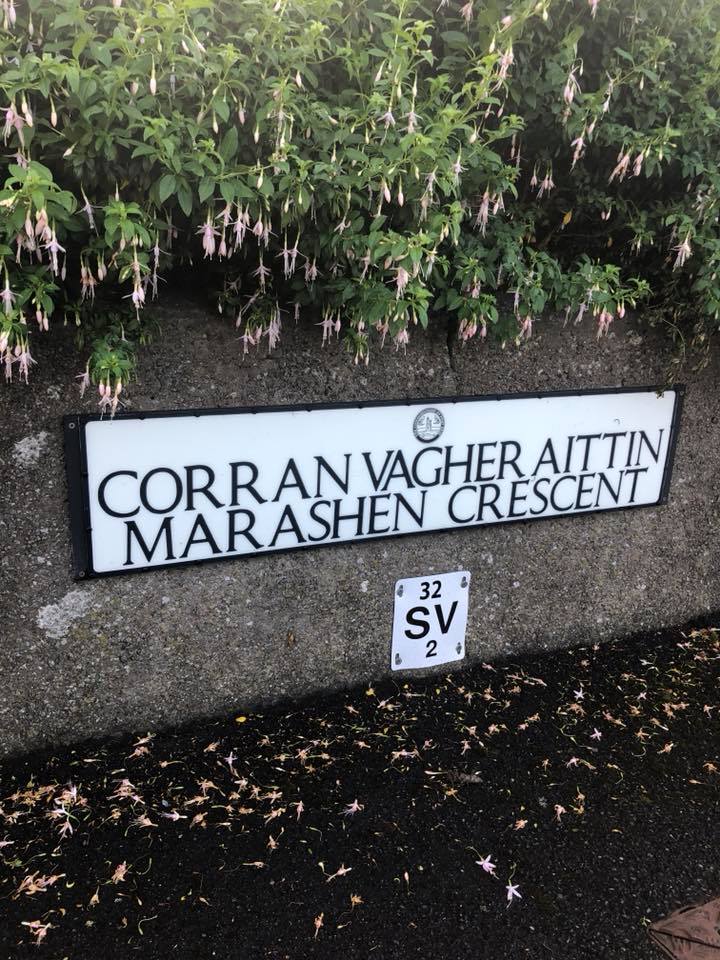 CORRAN VAGHER AITTIN
MARASHEN CRESCENT
32
SV
2